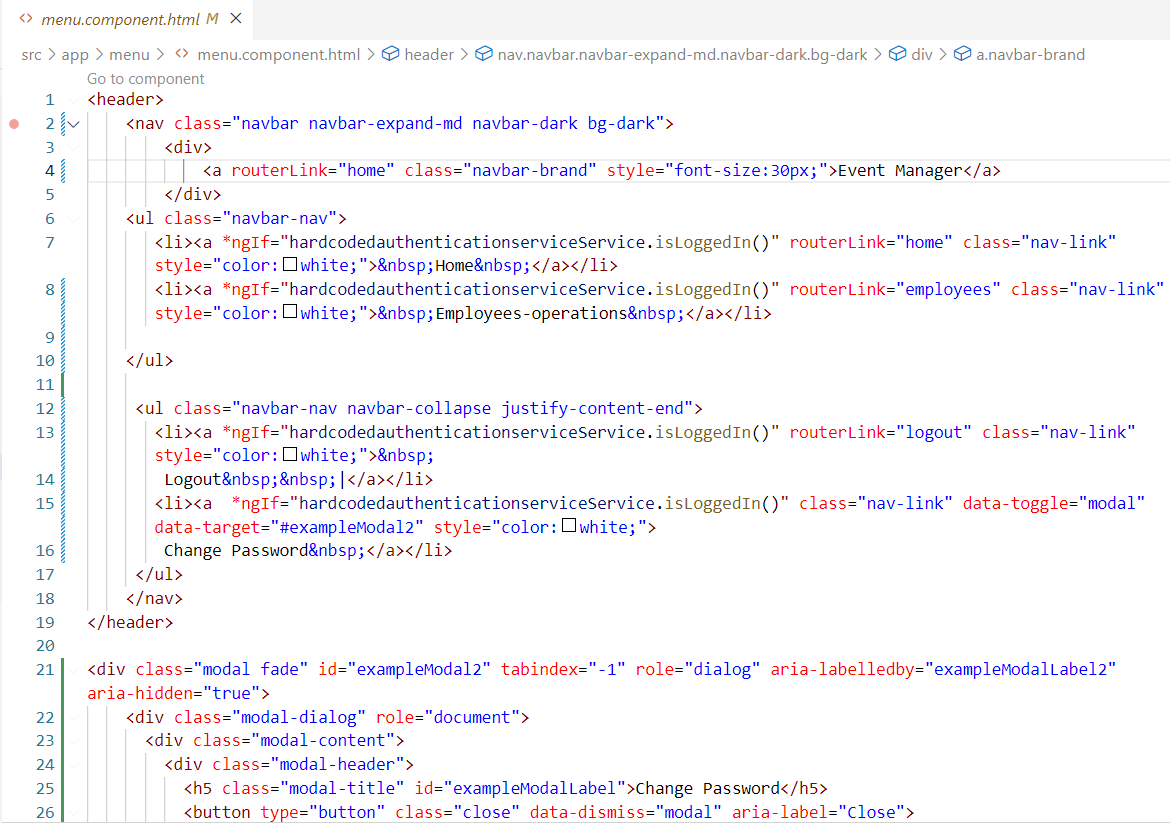 <> menu.component.html M ×
src > app > menu > <> menu.component.html > header > nav.navbar.navbar-expand-md.navbar-dark.bg-dark > div > a.navbar-brand
Go to component
1 <header>
2 <nav class="navbar navbar-expand-md navbar-dark bg-dark">
3 <div>
4 <a routerLink="home" class="navbar-brand" style="font-size:30px;">Event Manager</a>
5 </div>
6 <ul class="navbar-nav">
7 <li><a *ngIf="hardcodedauthenticationserviceService.isLoggedIn()" routerLink="home" class="nav-link"
style="color:white;">&nbsp;Home&nbsp;</a></li>
8 <li><a *ngIf="hardcodedauthenticationserviceService.isLoggedIn()" routerLink="employees" class="nav-link"
style="color:white;">&nbsp;Employees-operations&nbsp;</a></li>
9
10 </ul>
11
12 <ul class="navbar-nav navbar-collapse justify-content-end">
13 <li><a *ngIf="hardcodedauthenticationserviceService.isLoggedIn()" routerLink="logout" class="nav-link"
style="color:white;">&nbsp;
14 Logout&nbsp;&nbsp;|</a></li>
15 <li><a  *ngIf="hardcodedauthenticationserviceService.isLoggedIn()" class="nav-link" data-toggle="modal"
data-target="#exampleModal2" style="color:white;">
16 Change Password&nbsp;</a></li>
17 </ul>
18 </nav>
19 </header>
20
21 <div class="modal fade" id="exampleModal2" tabindex="-1" role="dialog" aria-labelledby="exampleModalLabel2"
aria-hidden="true">
22 <div class="modal-dialog" role="document">
23 <div class="modal-content">
24 <div class="modal-header">
25 <h5 class="modal-title" id="exampleModalLabel">Change Password</h5>
26 <button type="button" class="close" data-dismiss="modal" aria-label="Close">